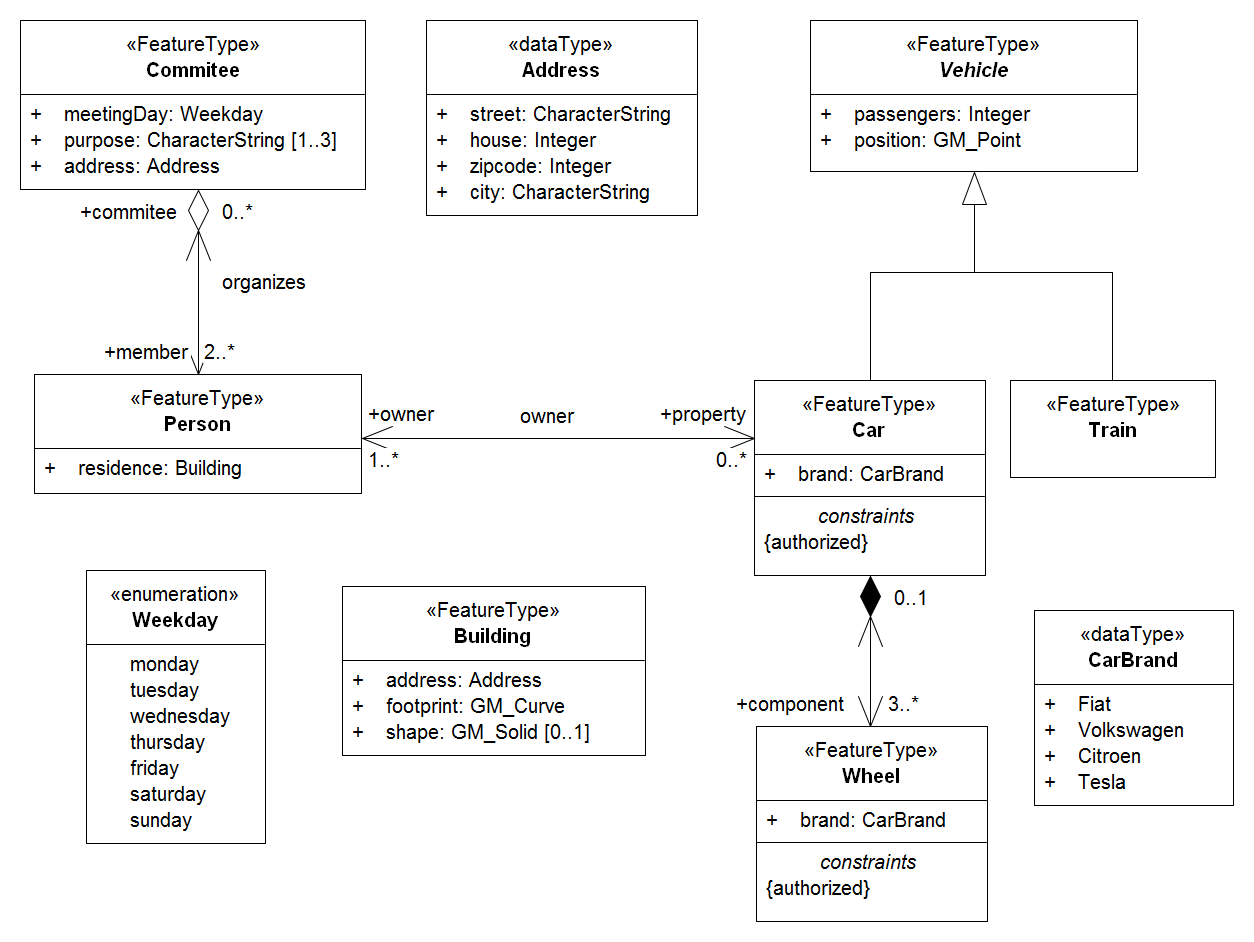 «FeatureType»
Commitee
+ meetingDay: Weekday
+ purpose: CharacterString [1..3]
+ address: Address
«dataType»
Address
+ street: CharacterString
+ house: Integer
+ zipcode: Integer
+ city: CharacterString
«FeatureType»
Vehicle
+ passengers: Integer
+ position: GM_Point
+commitee 0..*
organizes
+member 2..*
«FeatureType»
Person
+ residence: Building
+owner owner +property
1..* 0..*
«FeatureType»
Car
+ brand: CarBrand
constraints
{authorized}
«FeatureType»
Train
«enumeration»
Weekday
monday
tuesday
wednesday
thursday
friday
saturday
sunday
«FeatureType»
Building
+ address: Address
+ footprint: GM_Curve
+ shape: GM_Solid [0..1]
0..1
+component 3..*
«FeatureType»
Wheel
+ brand: CarBrand
constraints
{authorized}
«dataType»
CarBrand
+ Fiat
+ Volkswagen
+ Citroen
+ Tesla